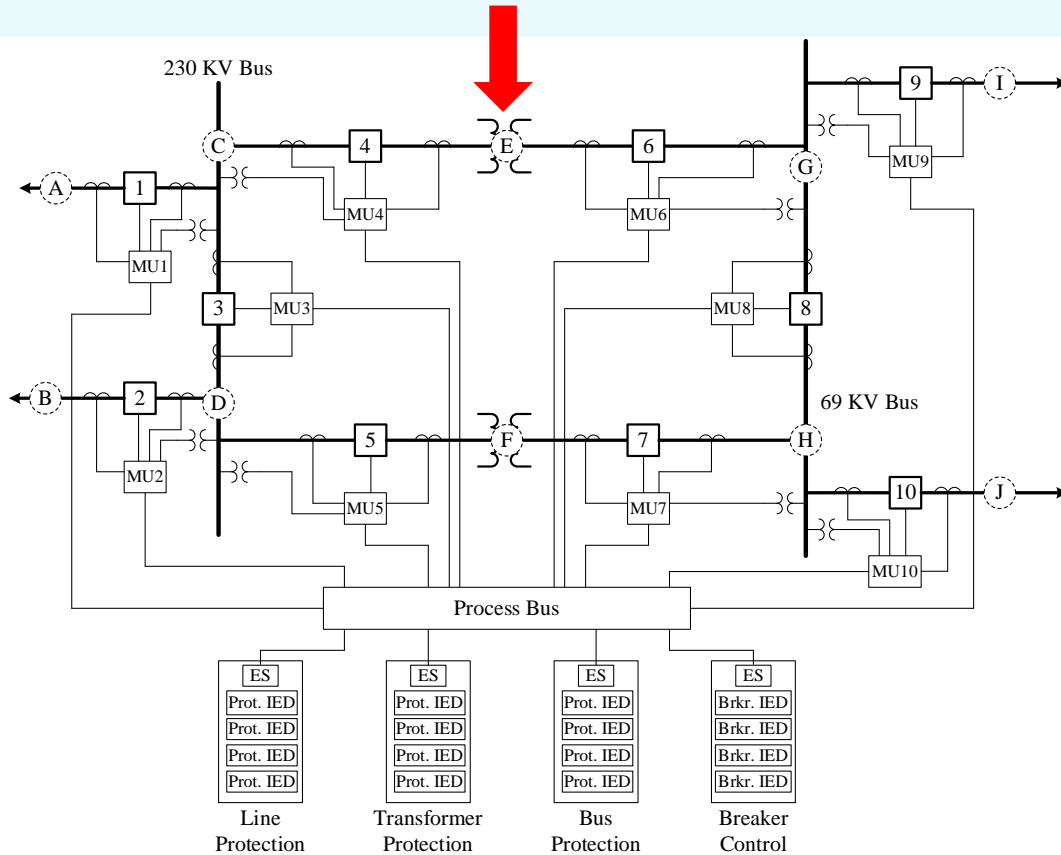 230 KV Bus
9
I
C
4
E
6
G
MU9
A
1
MU4
MU6
MU1
3
MU3
MU8
8
B
2
D
69 KV Bus
5
F
7
H
MU2
MU5
MU7
10
J
MU10
Process Bus
ES
ES
ES
ES
Prot. IED
Prot. IED
Prot. IED
Brkr. IED
Prot. IED
Prot. IED
Prot. IED
Brkr. IED
Prot. IED
Prot. IED
Prot. IED
Brkr. IED
Prot. IED
Prot. IED
Prot. IED
Brkr. IED
Line
Protection
Transformer
Protection
Bus
Protection
Breaker
Control